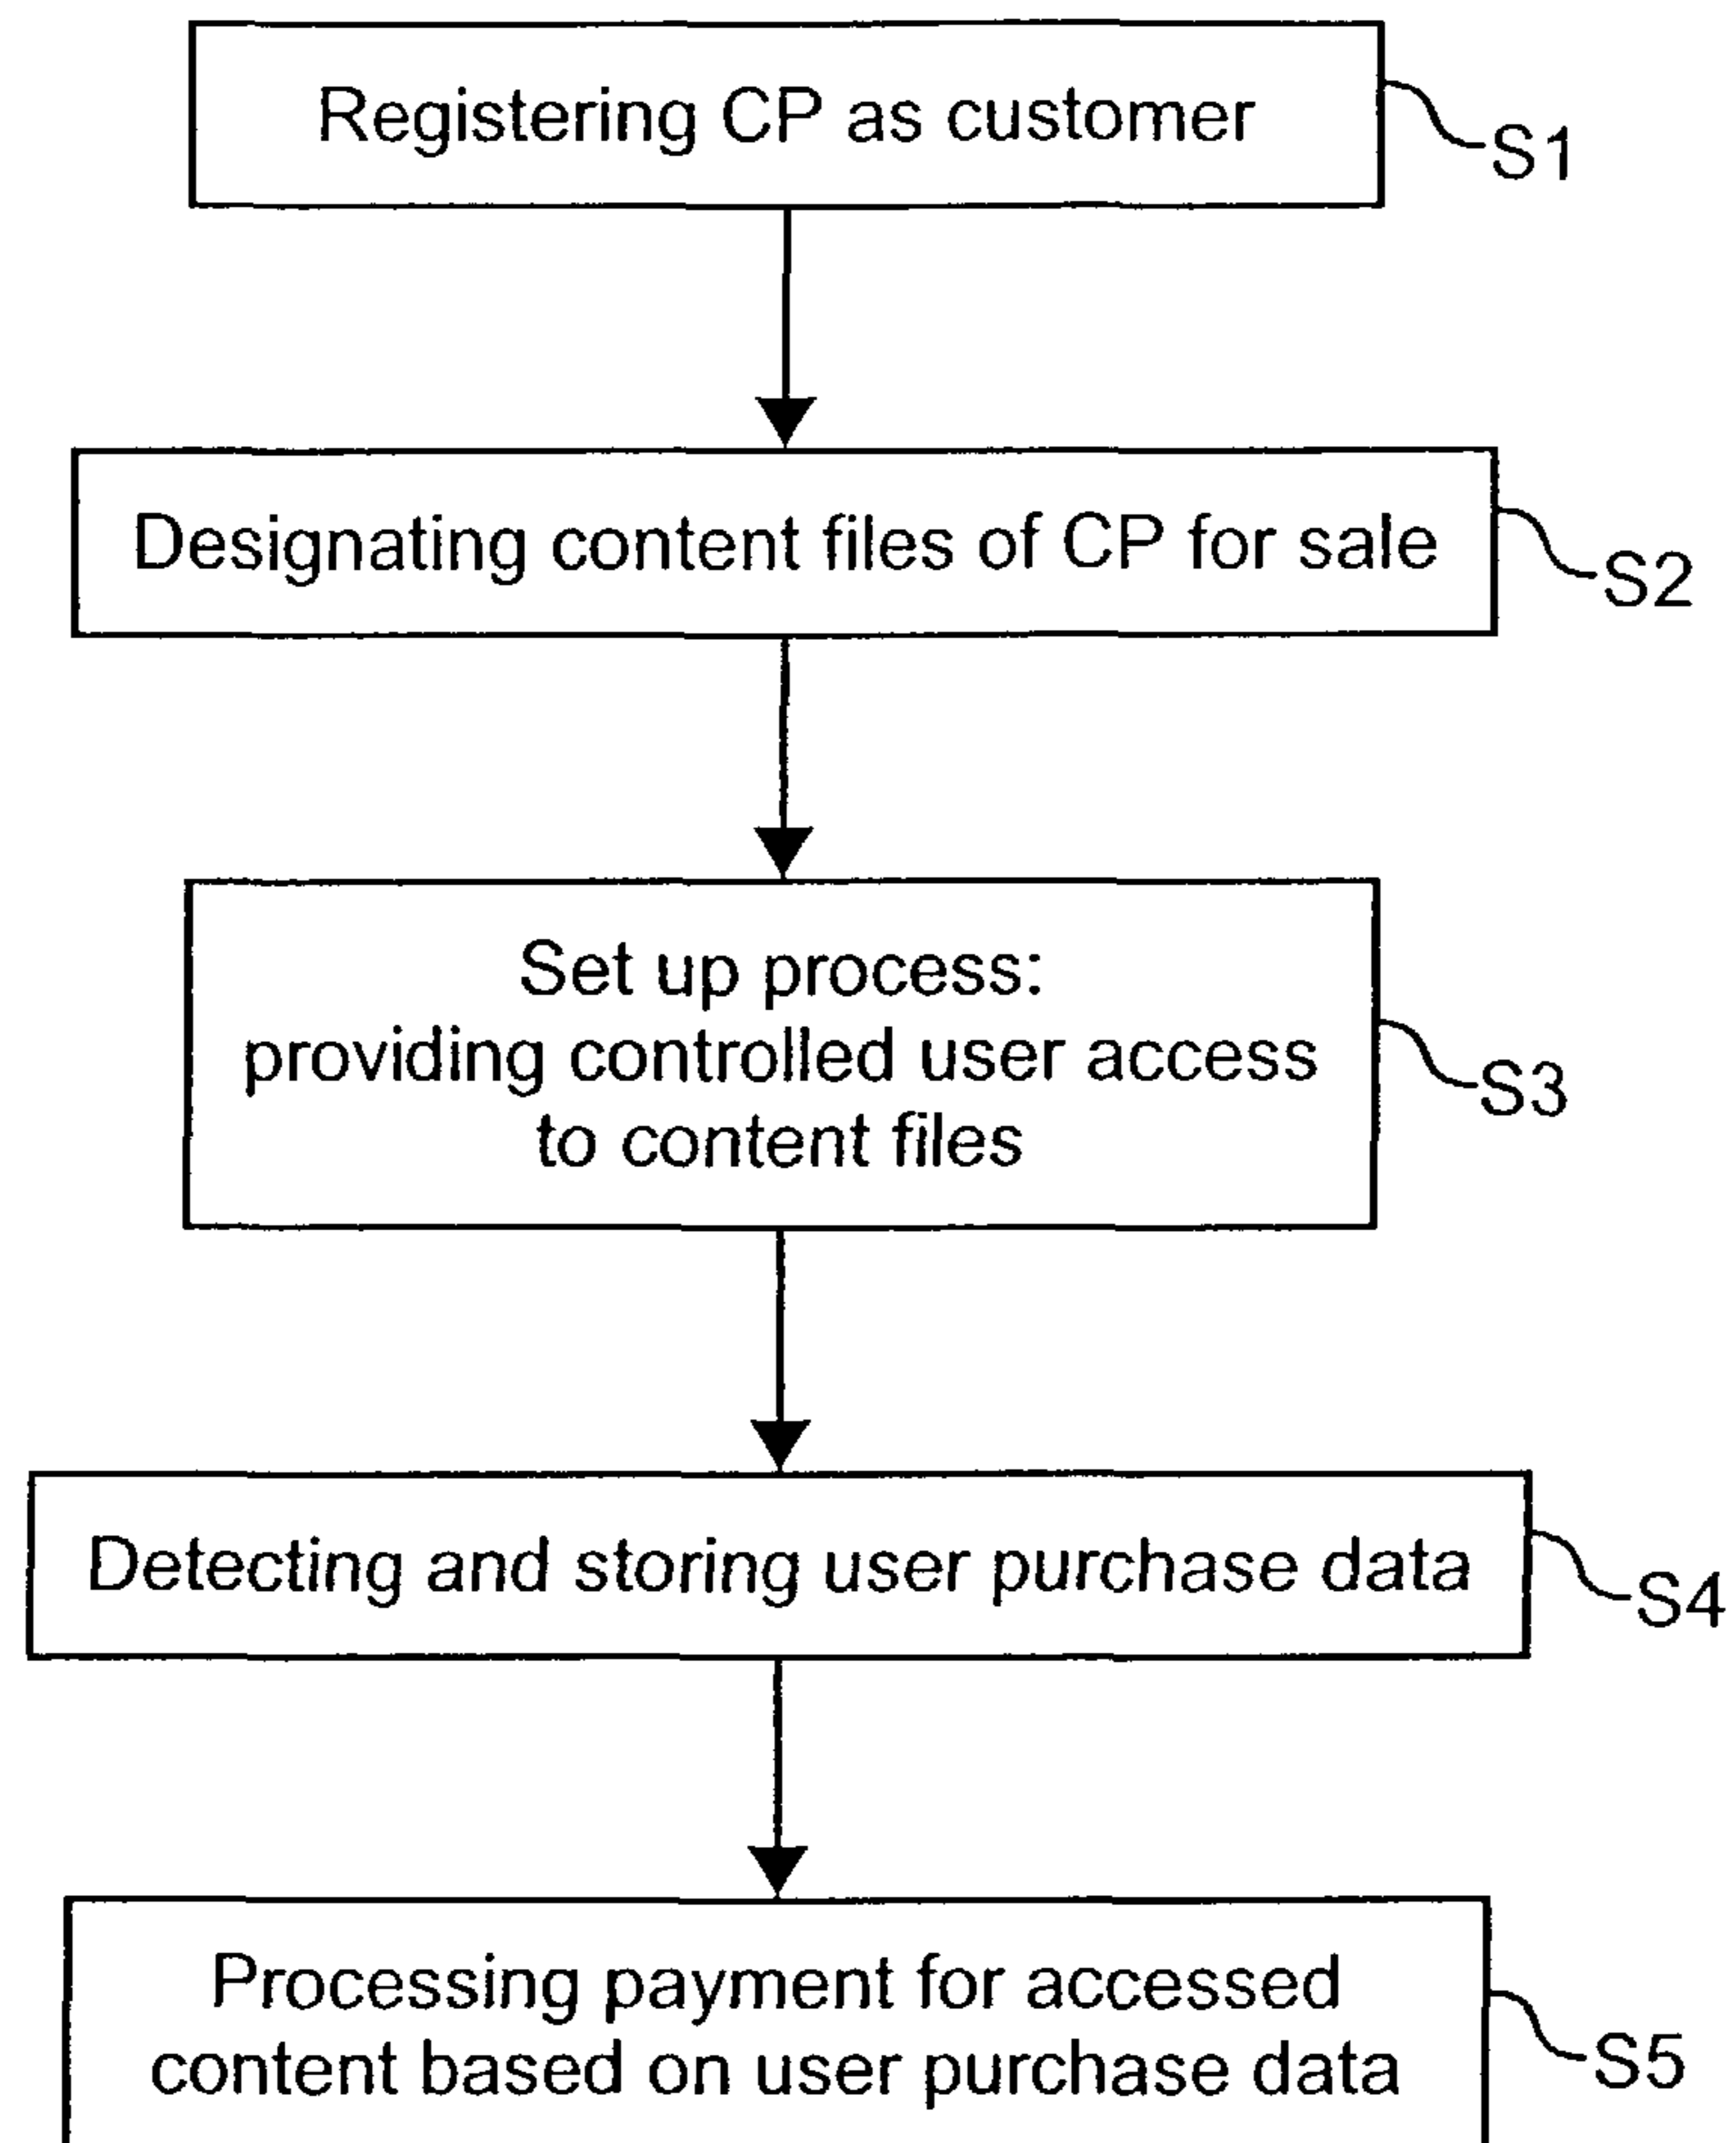 Registering CP as customer
S1
Designating content files of CP for sale
S2
Set up process:
providing controlled user access
to content files
S3
Detecting and storing user purchase data
S4
Processing payment for accessed
content based on user purchase data
S5